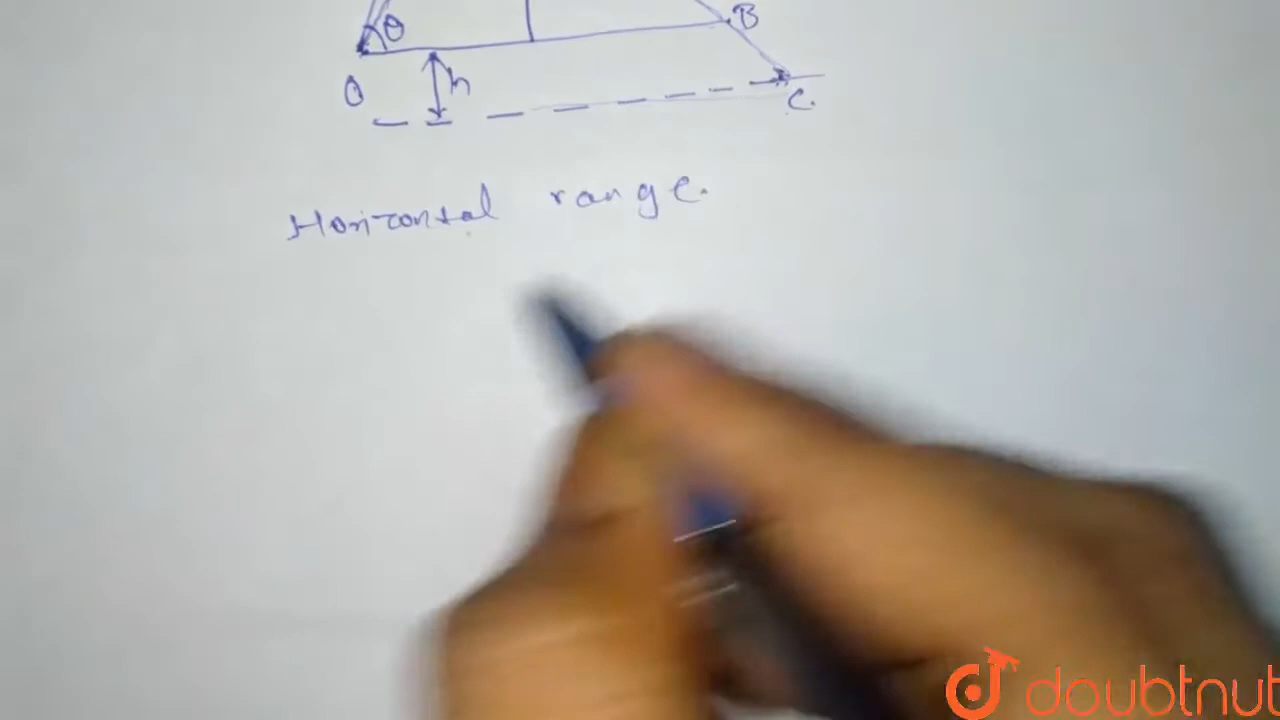 θ
B
O
h
C.
Horizontal range.
doubtnut